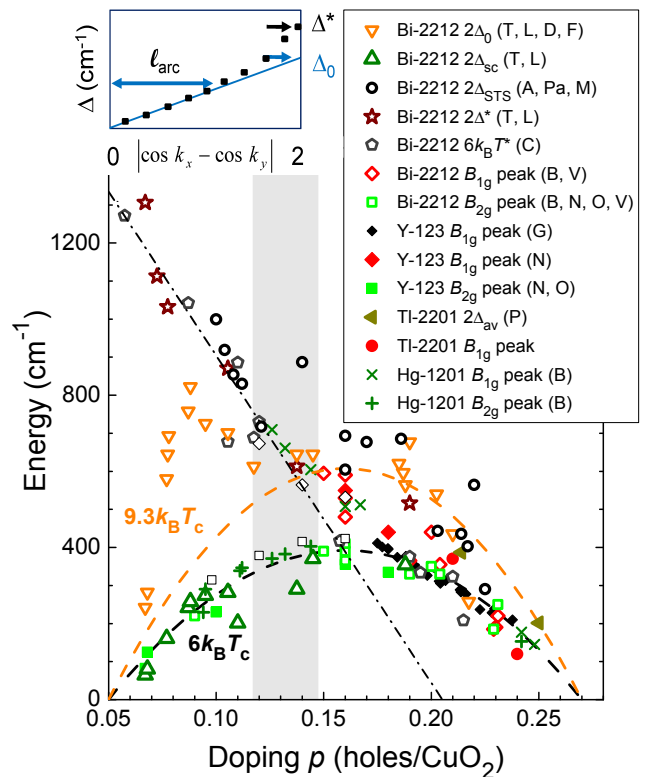 Δ (cm⁻¹)
ℓarc
Δ*
Δ₀
0 |cos kₓ − cos k_y| 2
Bi-2212 2Δ₀ (T, L, D, F)
Bi-2212 2Δsc (T, L)
Bi-2212 2ΔSTS (A, Pa, M)
Bi-2212 2Δ* (T, L)
Bi-2212 6k_BT* (C)
Bi-2212 B₁g peak (B, V)
Bi-2212 B₂g peak (B, N, O, V)
Y-123 B₁g peak (G)
Y-123 B₁g peak (N)
Y-123 B₂g peak (N, O)
Tl-2201 2Δav (P)
Tl-2201 B₁g peak
Hg-1201 B₁g peak (B)
Hg-1201 B₂g peak (B)
Energy (cm⁻¹)
1200
800
400
0
9.3k_BT_c
6k_BT_c
0.05 0.10 0.15 0.20 0.25
Doping p (holes/CuO₂)